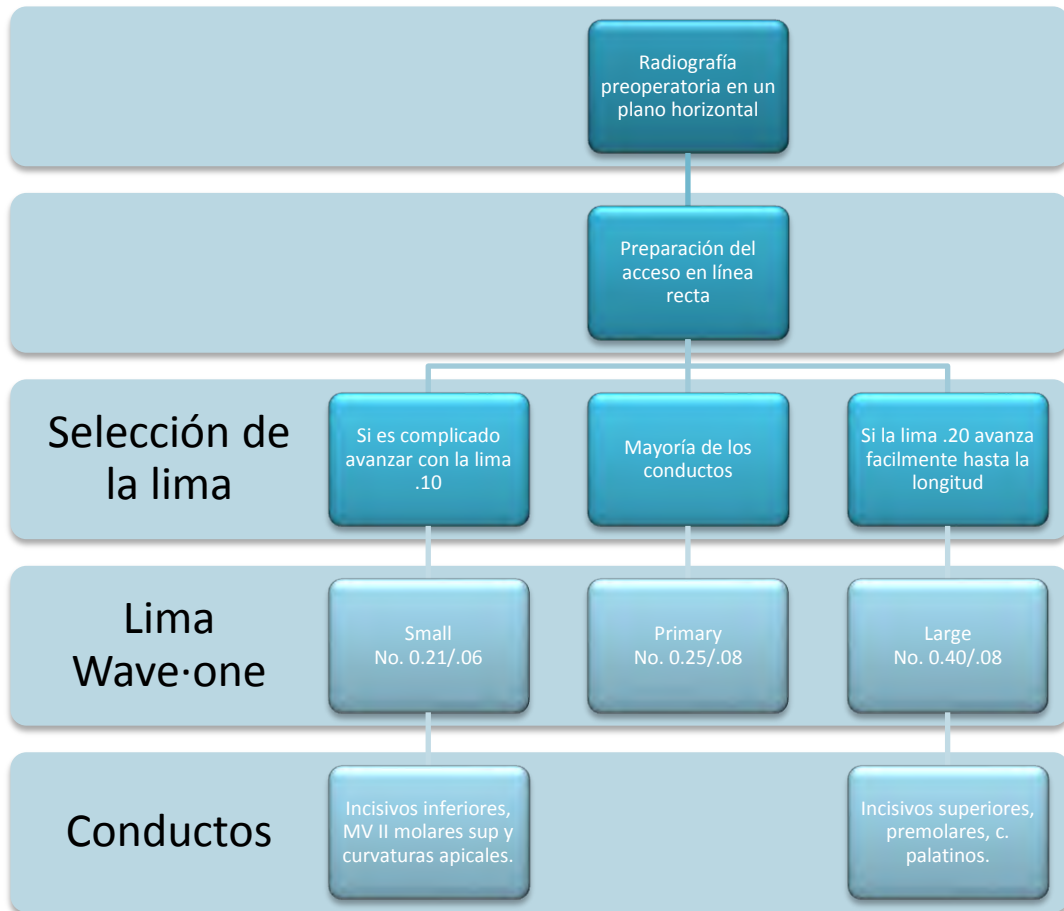 Radiografía
preoperatoria en un
plano horizontal
Preparación del
acceso en línea
recta
Selección de
la lima
Si es complicado
avanzar con la lima
.10
Mayoría de los
conductos
Si la lima .20 avanza
facilmente hasta la
longitud
Lima
Wave·one
Small
No. 0.21/.06
Primary
No. 0.25/.08
Large
No. 0.40/.08
Conductos
Incisivos inferiores,
MV II molares sup y
curvaturas apicales.
Incisivos superiores,
premolares, c.
palatinos.